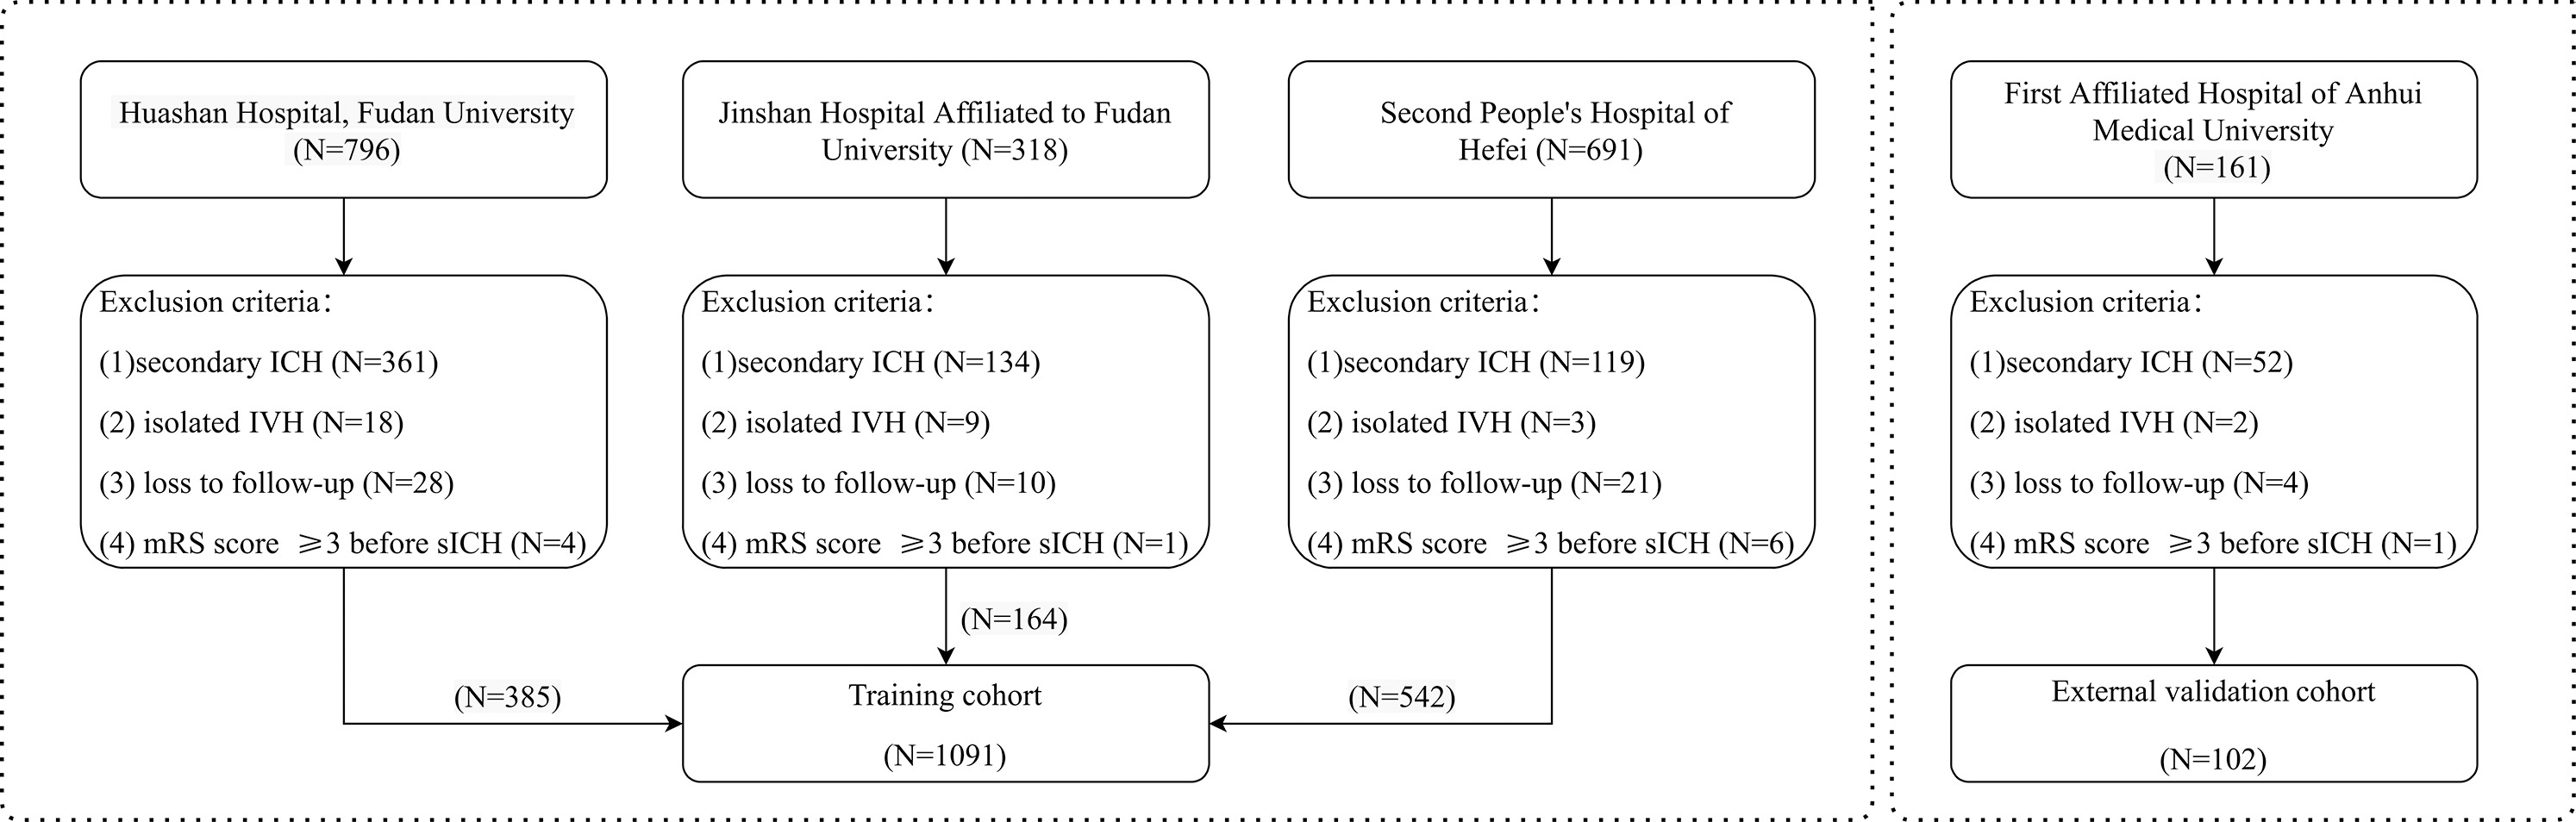 Huashan Hospital, Fudan University
(N=796)
Jinshan Hospital Affiliated to Fudan
University (N=318)
Second People's Hospital of
Hefei (N=691)
First Affiliated Hospital of Anhui
Medical University
(N=161)
Exclusion criteria：
(1)secondary ICH (N=361)
(2) isolated IVH (N=18)
(3) loss to follow-up (N=28)
(4) mRS score ≥3 before sICH (N=4)
Exclusion criteria：
(1)secondary ICH (N=134)
(2) isolated IVH (N=9)
(3) loss to follow-up (N=10)
(4) mRS score ≥3 before sICH (N=1)
Exclusion criteria：
(1)secondary ICH (N=119)
(2) isolated IVH (N=3)
(3) loss to follow-up (N=21)
(4) mRS score ≥3 before sICH (N=6)
Exclusion criteria：
(1)secondary ICH (N=52)
(2) isolated IVH (N=2)
(3) loss to follow-up (N=4)
(4) mRS score ≥3 before sICH (N=1)
(N=164)
(N=385)
(N=542)
Training cohort
(N=1091)
External validation cohort
(N=102)